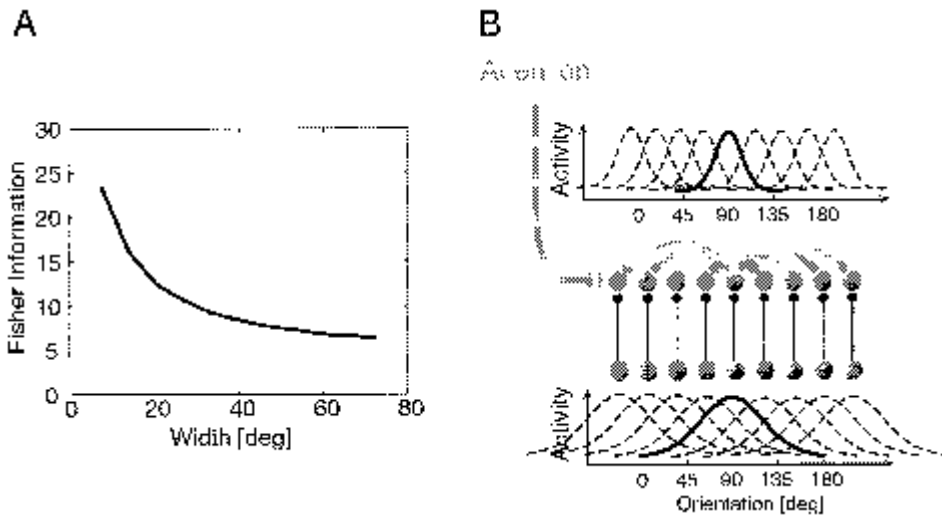 A
B
30
25
20
15
10
5
0
Fisher Information
0 20 40 60 80
Width [deg]
Activity
0 45 90 135 180
Activity
0 45 90 135 180
Orientation [deg]